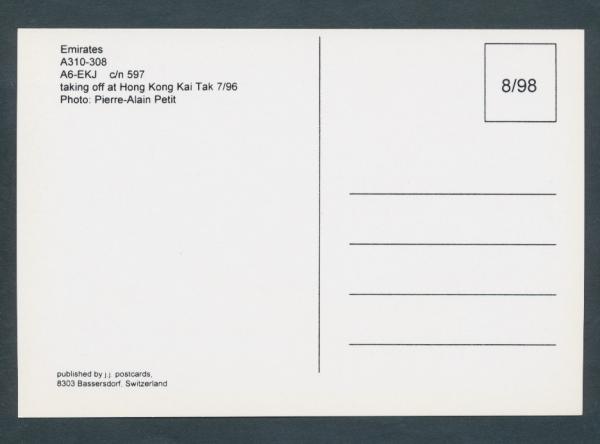 Emirates
A310-308
A6-EKJ c/n 597
taking off at Hong Kong Kai Tak 7/96
Photo: Pierre-Alain Petit
8/98
published by j.j. postcards,
8303 Bassersdorf, Switzerland